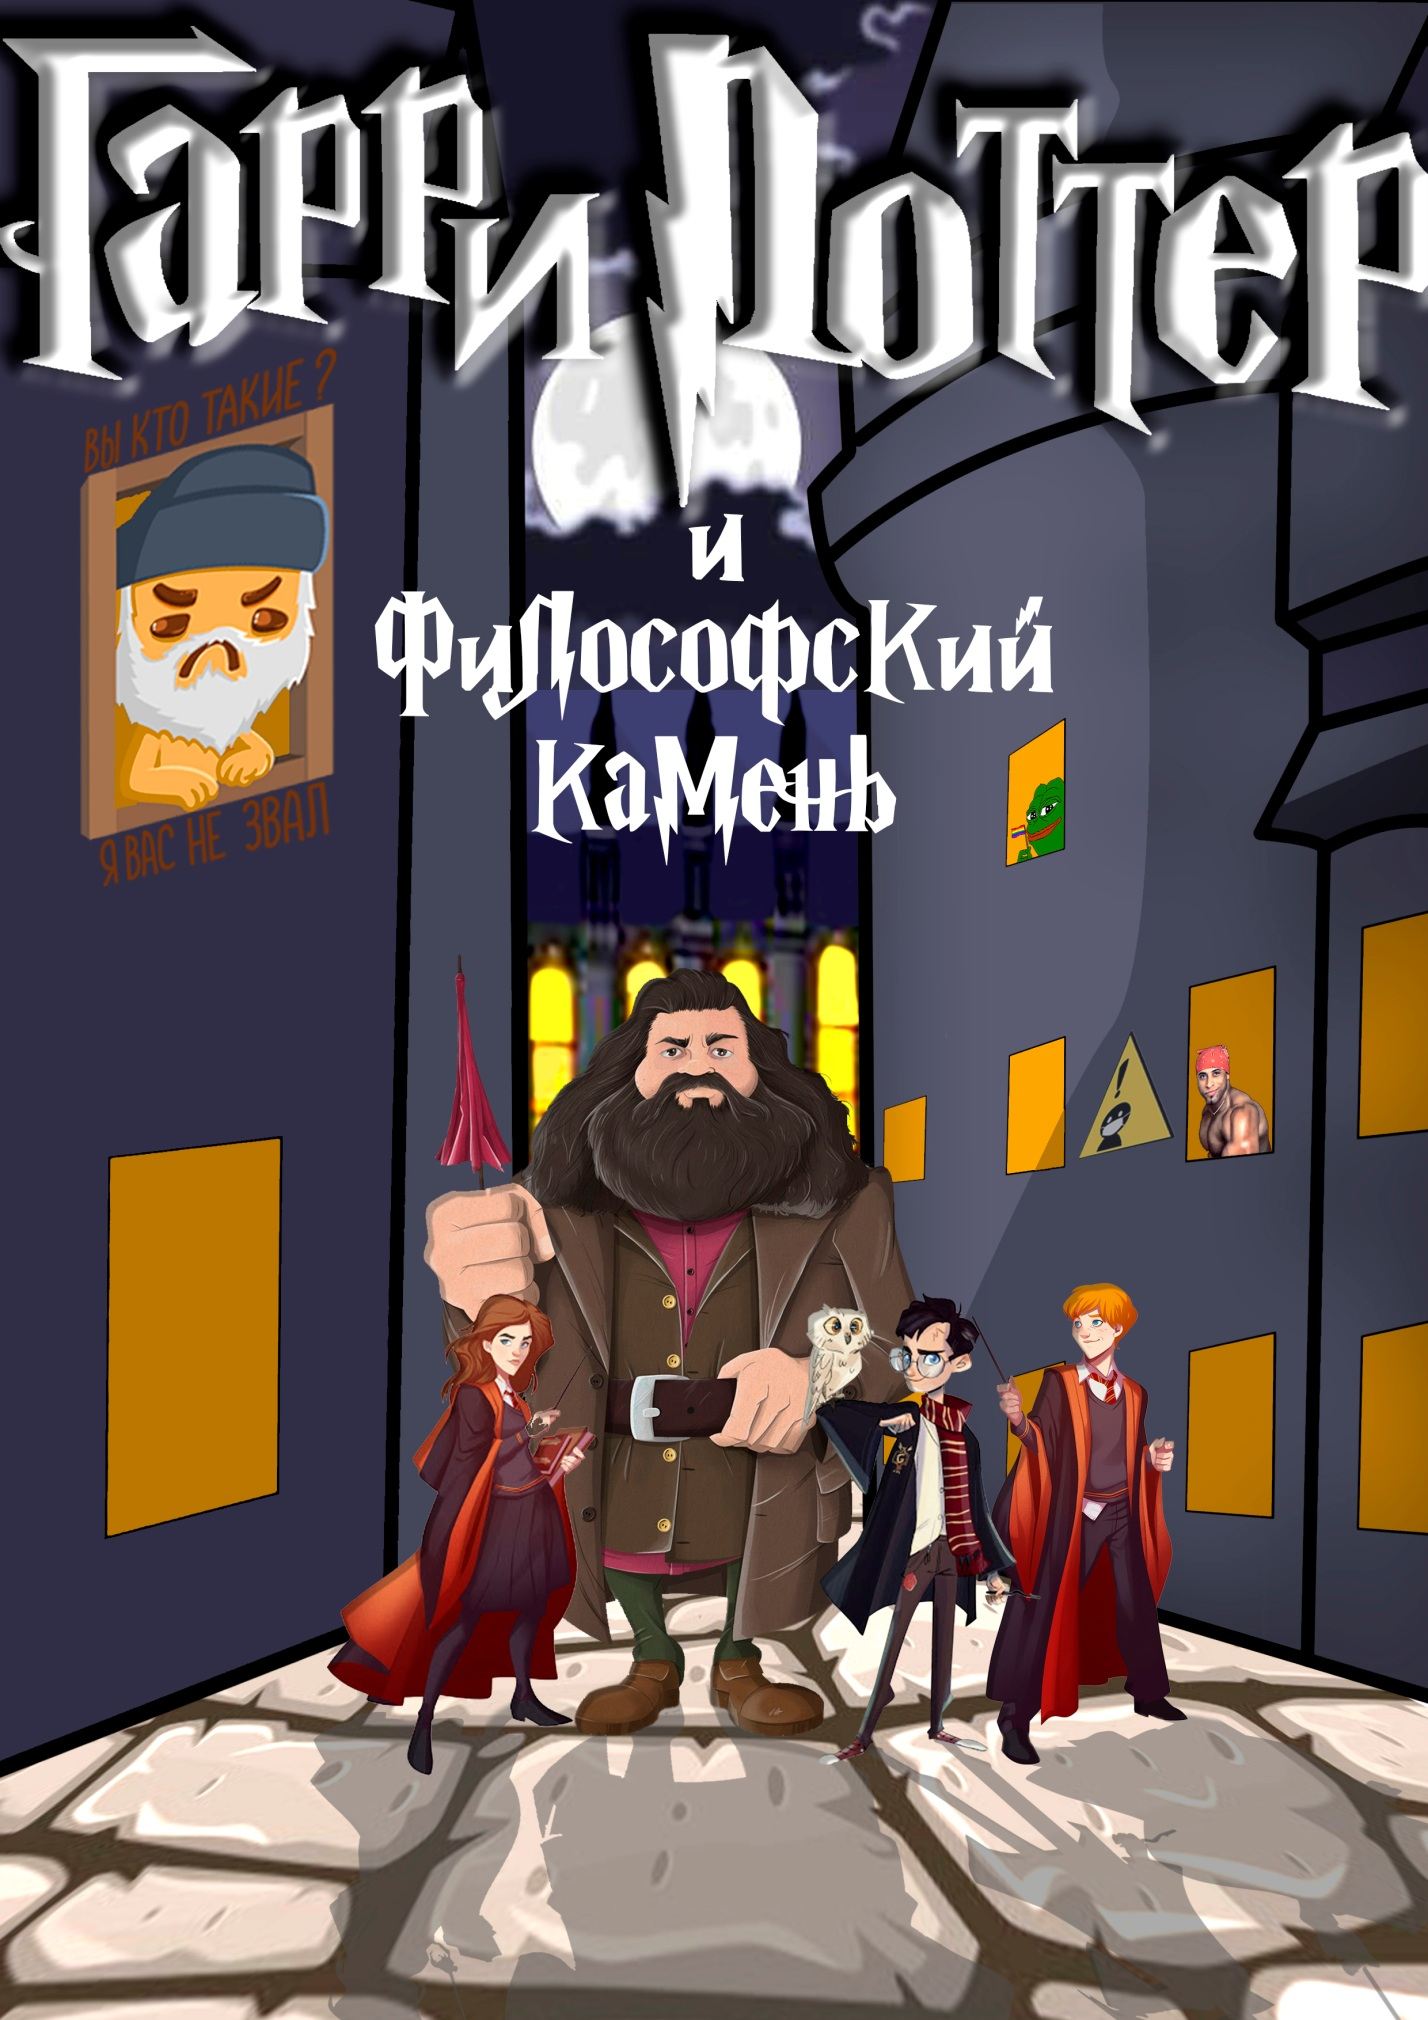 Гарри Поттер
ВЫ КТО ТАКИЕ?
Я ВАС НЕ ЗВАЛ
и
Философский
Камень
!